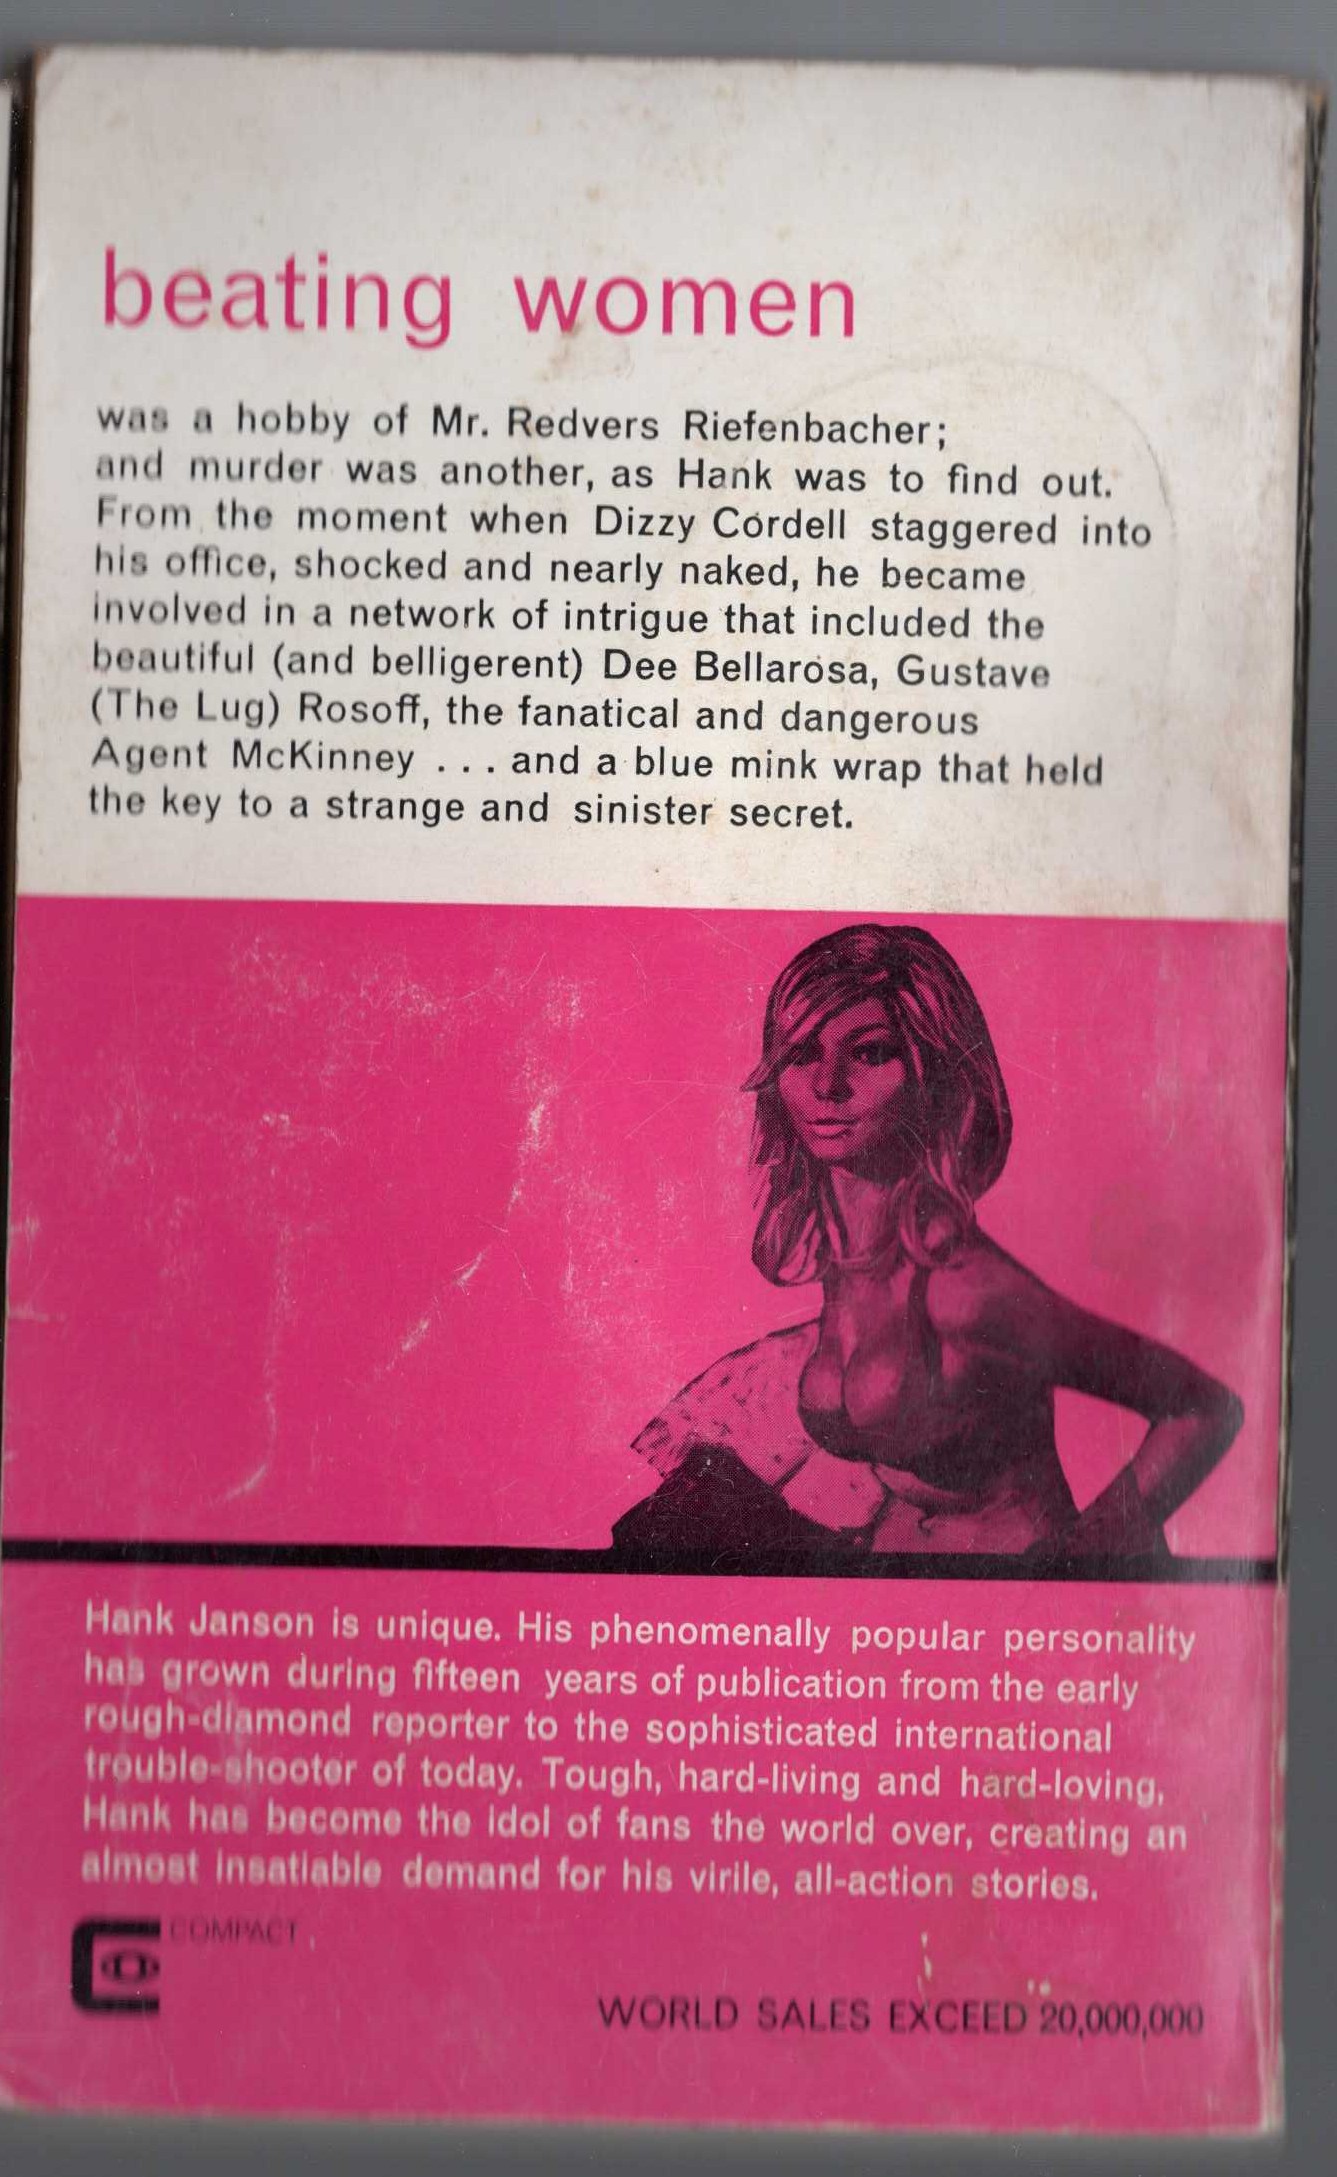 beating women
was a hobby of Mr. Redvers Riefenbacher;
and murder was another, as Hank was to find out.
From the moment when Dizzy Cordell staggered into
his office, shocked and nearly naked, he became
involved in a network of intrigue that included the
beautiful (and belligerent) Dee Bellarosa, Gustave
(The Lug) Rosoff, the fanatical and dangerous
Agent McKinney ... and a blue mink wrap that held
the key to a strange and sinister secret.
Hank Janson is unique. His phenomenally popular personality
has grown during fifteen years of publication from the early
rough-diamond reporter to the sophisticated international
trouble-shooter of today. Tough, hard-living and hard-loving,
Hank has become the idol of fans the world over, creating an
almost insatiable demand for his virile, all-action stories.
COMPACT
WORLD SALES EXCEED 20,000,000